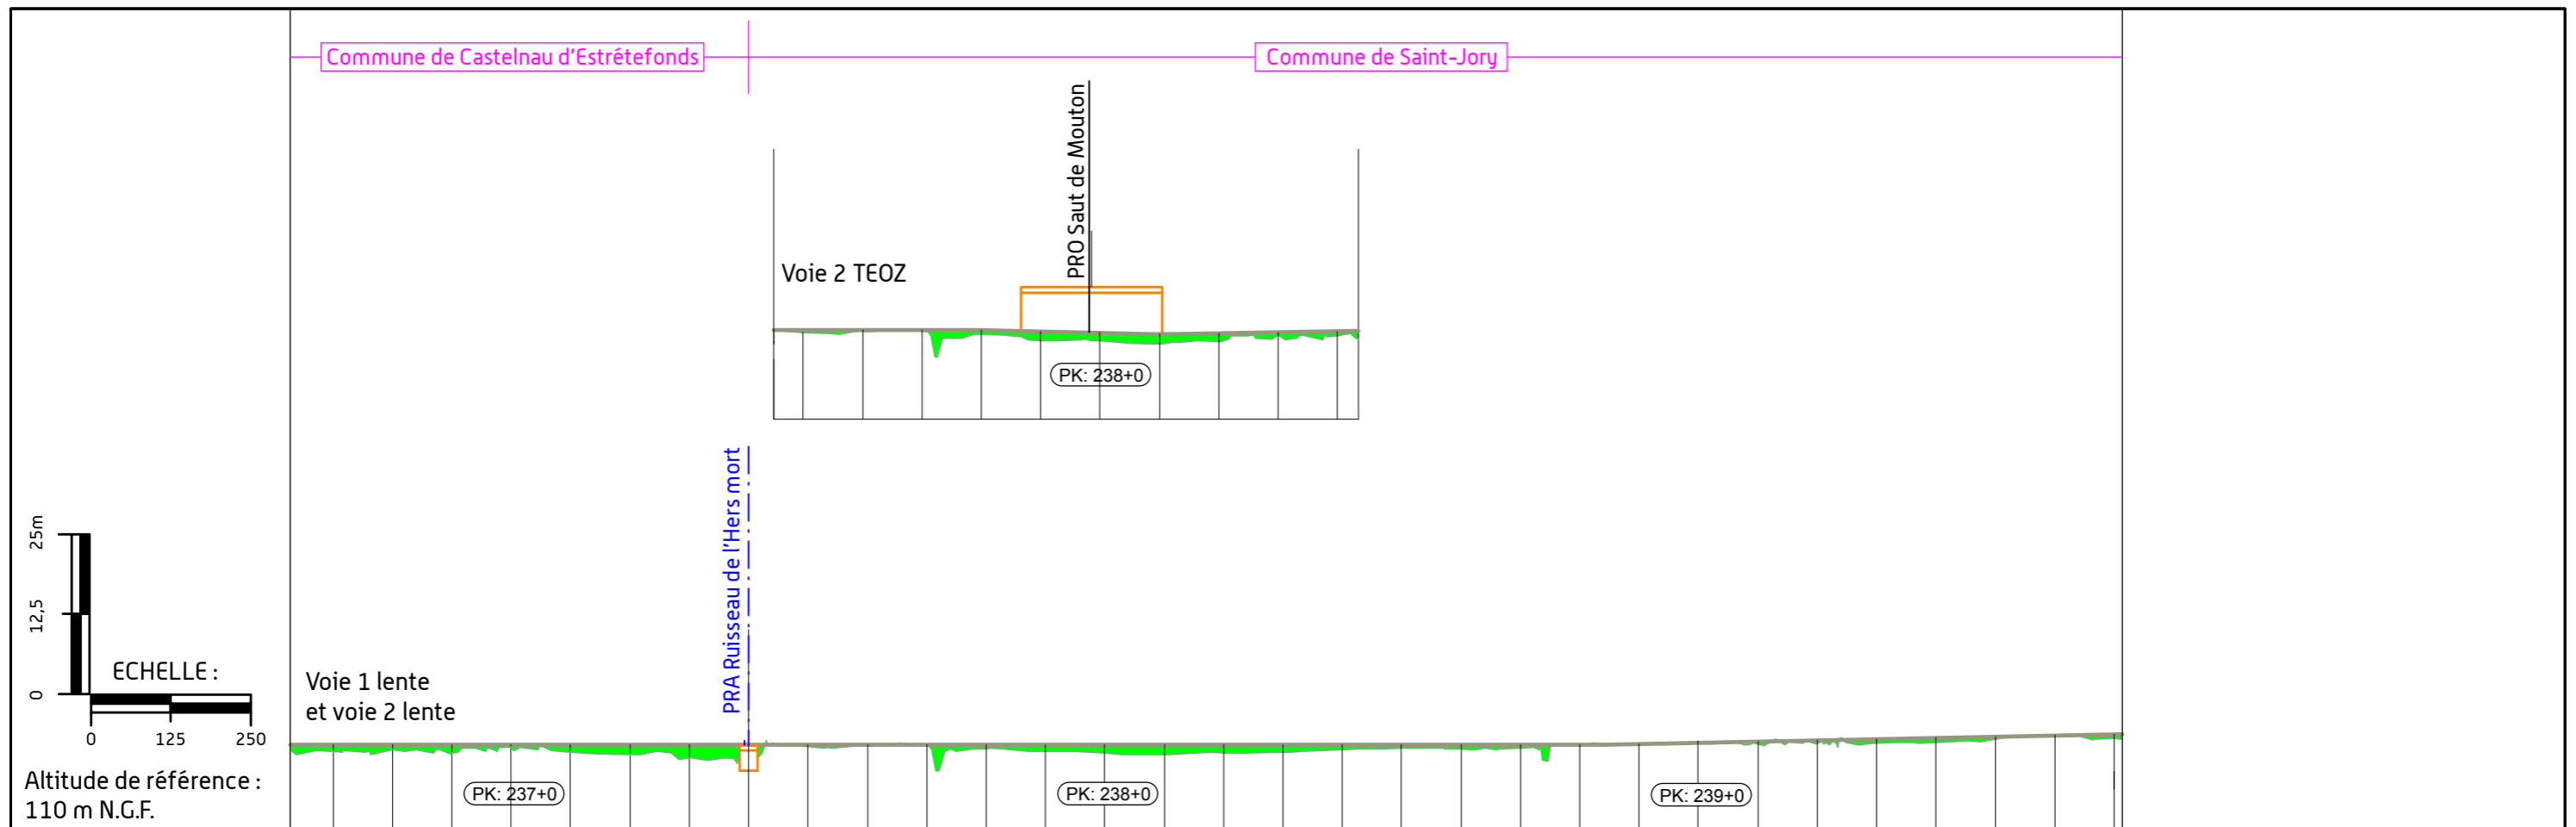 Commune de Castelnau d'Estrétefonds
Commune de Saint-Jory
PRO Saut de Mouton
Voie 2 TEOZ
PK: 238+0
PRA Ruisseau de l'Hers mort
25m
12,5
0
ECHELLE :
0 125 250
Voie 1 lente
et voie 2 lente
Altitude de référence :
110 m N.G.F.
PK: 237+0
PK: 238+0
PK: 239+0